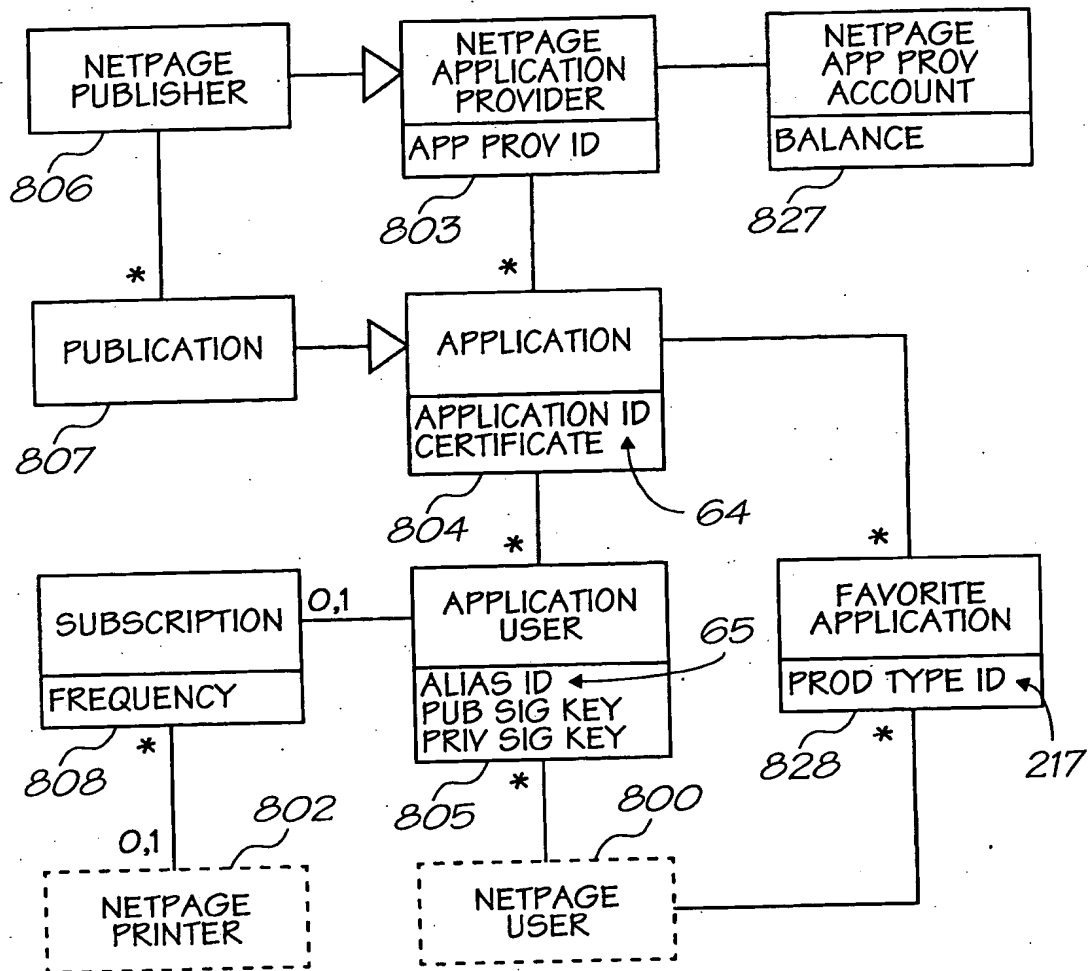 NETPAGE
PUBLISHER
806
NETPAGE
APPLICATION
PROVIDER
APP PROV ID
803
NETPAGE
APP PROV
ACCOUNT
BALANCE
827
*
*
PUBLICATION
807
APPLICATION
APPLICATION ID
CERTIFICATE
804
64
*
*
SUBSCRIPTION
FREQUENCY
808
0,1
APPLICATION
USER
ALIAS ID
PUB SIG KEY
PRIV SIG KEY
805
65
FAVORITE
APPLICATION
PROD TYPE ID
828
217
*
*
*
0,1
802
800
NETPAGE
PRINTER
NETPAGE
USER